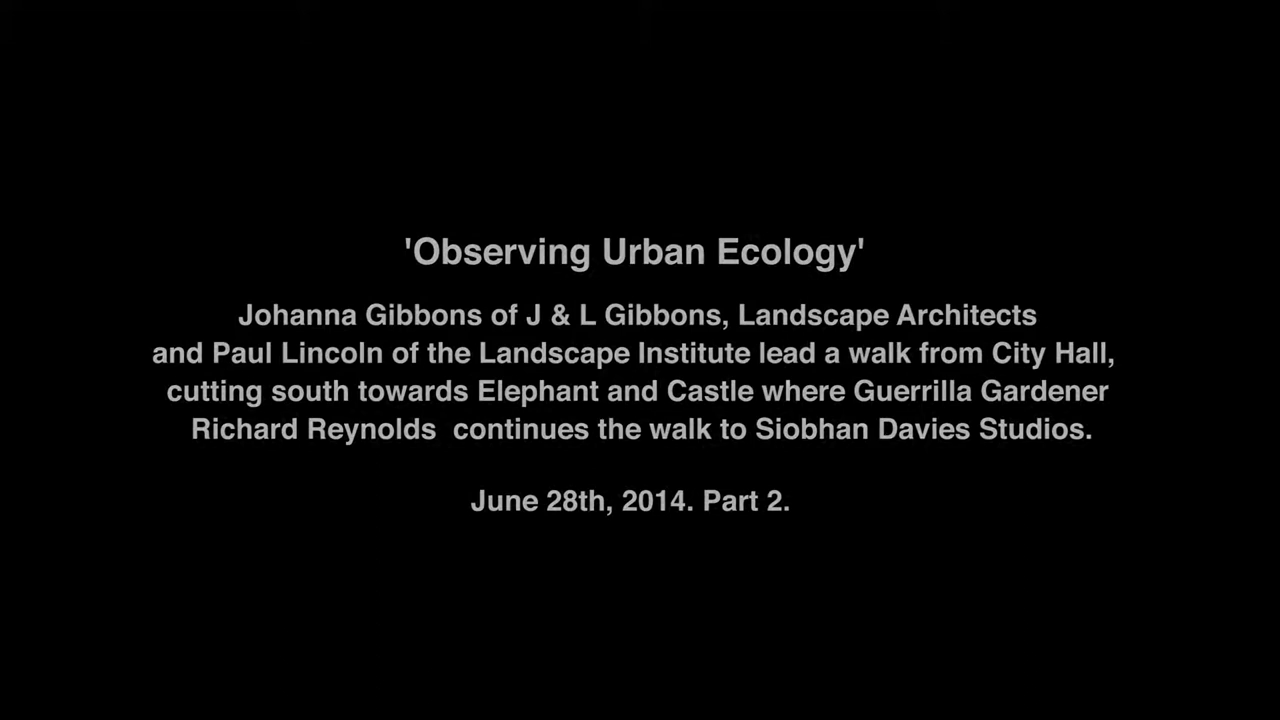 'Observing Urban Ecology'
Johanna Gibbons of J & L Gibbons, Landscape Architects
and Paul Lincoln of the Landscape Institute lead a walk from City Hall,
cutting south towards Elephant and Castle where Guerrilla Gardener
Richard Reynolds  continues the walk to Siobhan Davies Studios.
June 28th, 2014. Part 2.